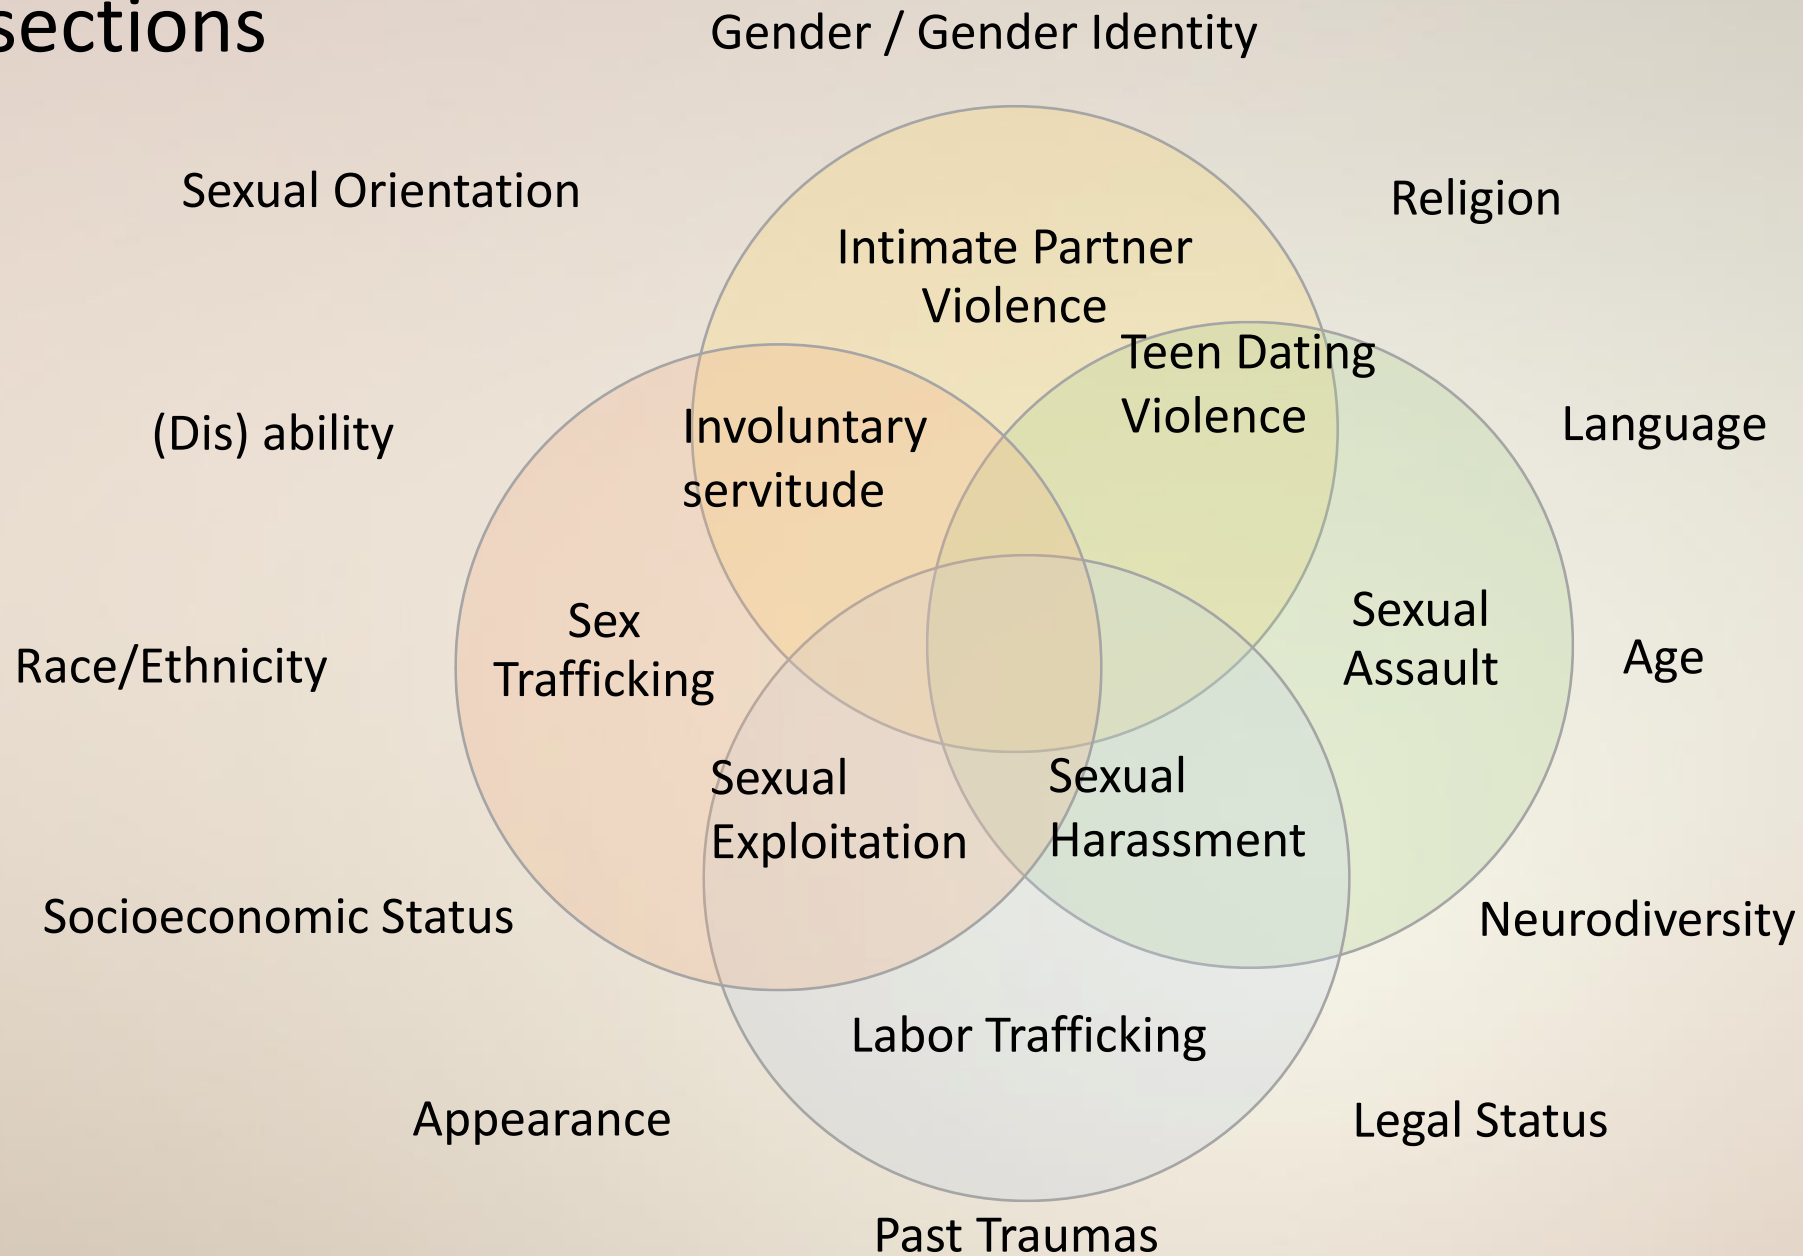 sections
Gender / Gender Identity
Sexual Orientation
Religion
Intimate Partner
Violence
Teen Dating
Violence
(Dis) ability
Involuntary
servitude
Language
Sex
Trafficking
Sexual
Assault
Race/Ethnicity
Age
Sexual
Exploitation
Sexual
Harassment
Socioeconomic Status
Neurodiversity
Labor Trafficking
Appearance
Legal Status
Past Traumas